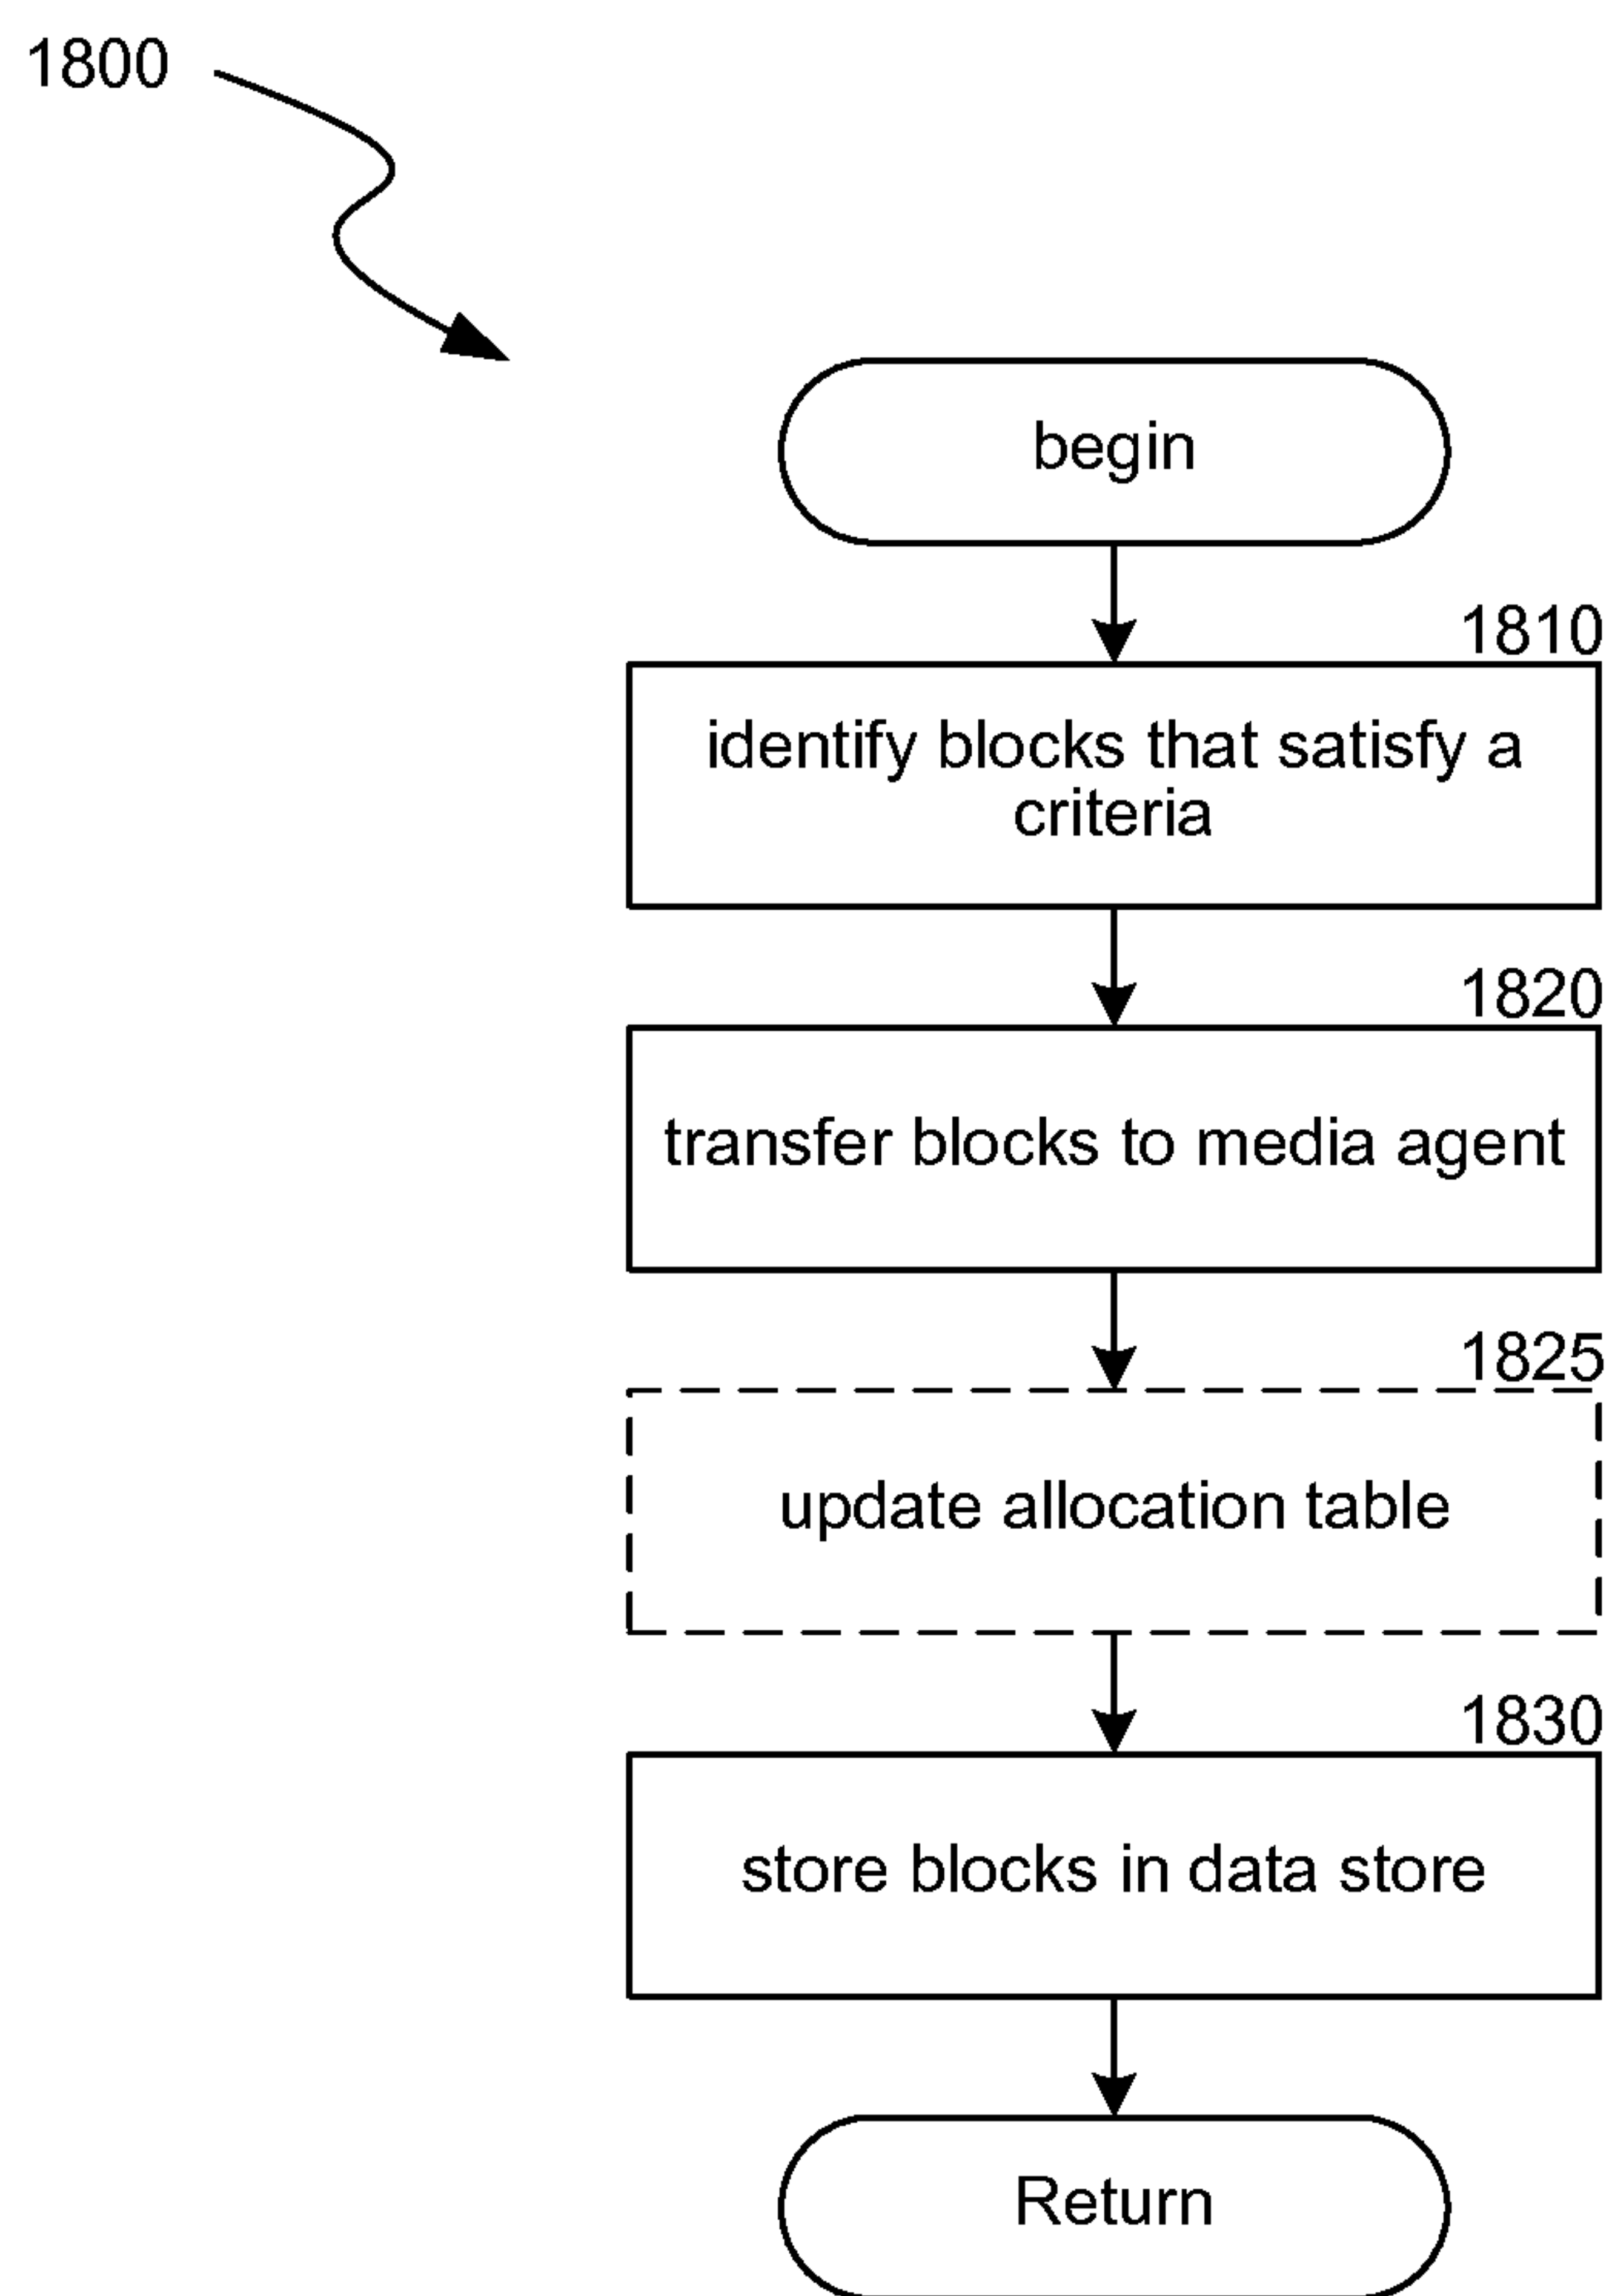 1800
begin
1810
identify blocks that satisfy a
criteria
1820
transfer blocks to media agent
1825
update allocation table
1830
store blocks in data store
Return